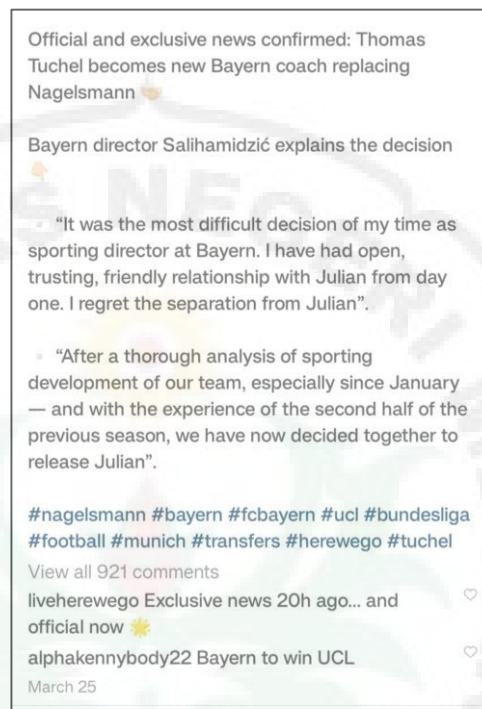 Official and exclusive news confirmed: Thomas
Tuchel becomes new Bayern coach replacing
Nagelsmann 🤝
Bayern director Salihamidzić explains the decision
👇
“It was the most difficult decision of my time as
sporting director at Bayern. I have had open,
trusting, friendly relationship with Julian from day
one. I regret the separation from Julian”.
“After a thorough analysis of sporting
development of our team, especially since January
— and with the experience of the second half of the
previous season, we have now decided together to
release Julian”.
#nagelsmann #bayern #fcbayern #ucl #bundesliga
#football #munich #transfers #herewego #tuchel
View all 921 comments
liveherewego Exclusive news 20h ago... and
official now 🌟
alphakennybody22 Bayern to win UCL
March 25